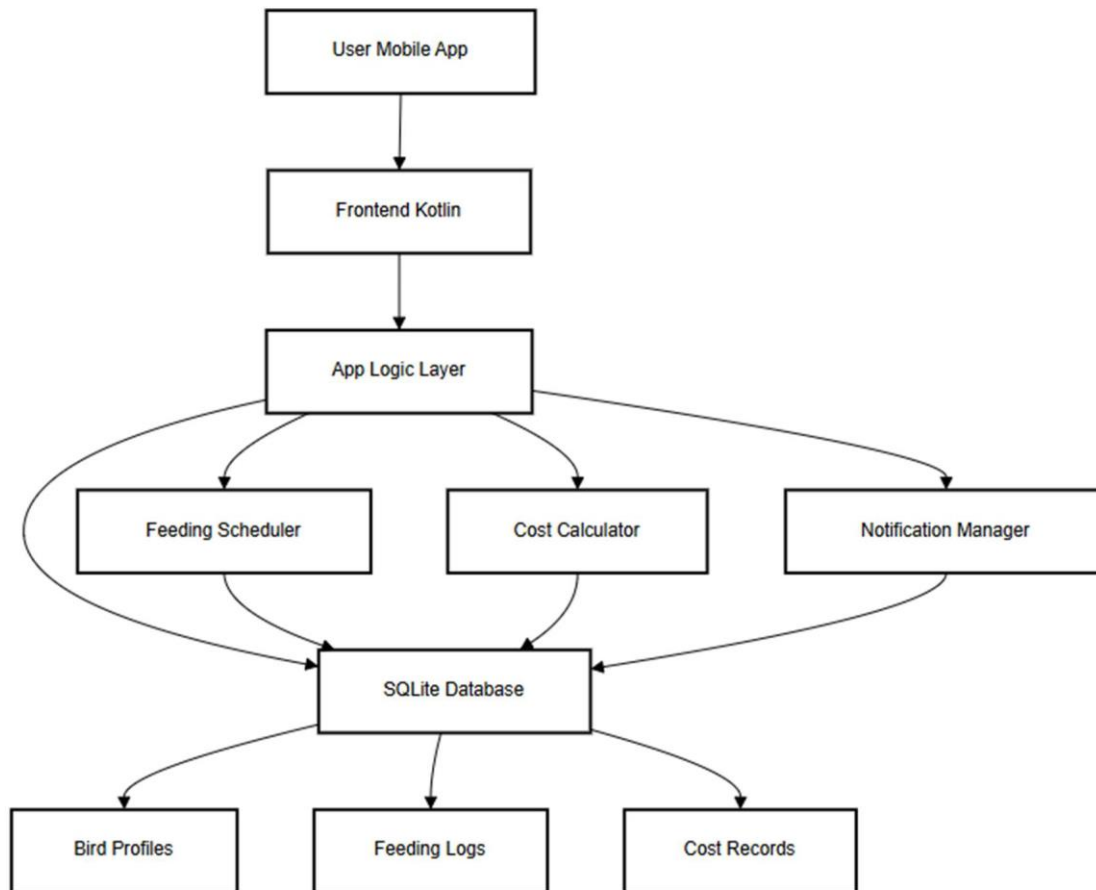 User Mobile App
Frontend Kotlin
App Logic Layer
Feeding Scheduler
Cost Calculator
Notification Manager
SQLite Database
Bird Profiles
Feeding Logs
Cost Records